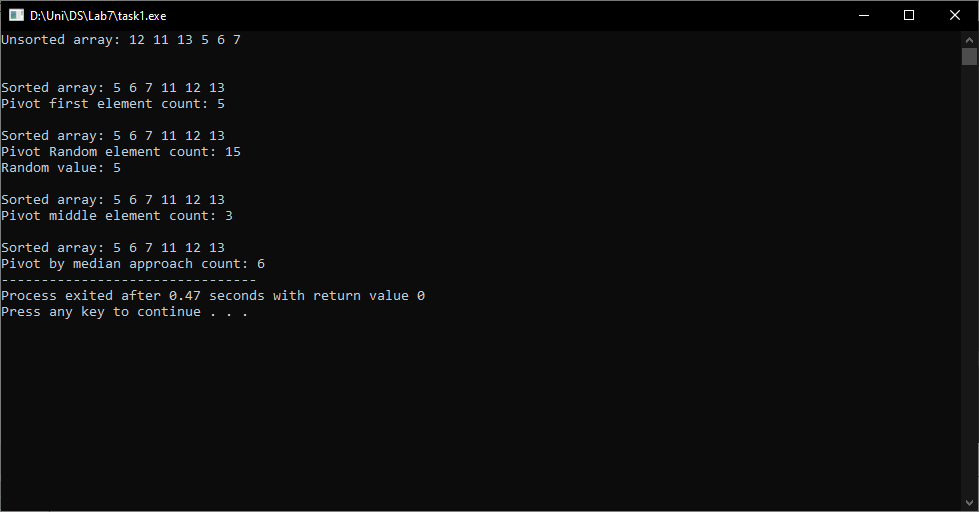 D:\Uni\DS\Lab7\task1.exe
Unsorted array: 12 11 13 5 6 7
Sorted array: 5 6 7 11 12 13
Pivot first element count: 5
Sorted array: 5 6 7 11 12 13
Pivot Random element count: 15
Random value: 5
Sorted array: 5 6 7 11 12 13
Pivot middle element count: 3
Sorted array: 5 6 7 11 12 13
Pivot by median approach count: 6
--------------------------------
Process exited after 0.47 seconds with return value 0
Press any key to continue . . .